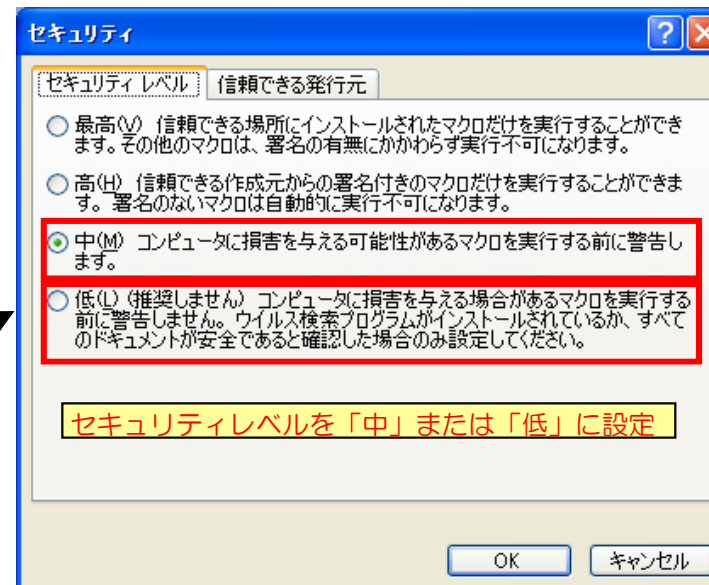 セキュリティ
セキュリティ レベル 信頼できる発行元
最高(V) 信頼できる場所にインストールされたマクロだけを実行することができ
ます。その他のマクロは、署名の有無にかかわらず実行不可になります。
高(H) 信頼できる作成元からの署名付きのマクロだけを実行することができま
す。署名のないマクロは自動的に実行不可になります。
中(M) コンピュータに損害を与える可能性があるマクロを実行する前に警告し
ます。
低(L) (推奨しません) コンピュータに損害を与える場合があるマクロを実行する
前に警告しません。ウイルス検索プログラムがインストールされているか、すべて
のドキュメントが安全であると確認した場合のみ設定してください。
セキュリティレベルを「中」または「低」に設定
OK キャンセル